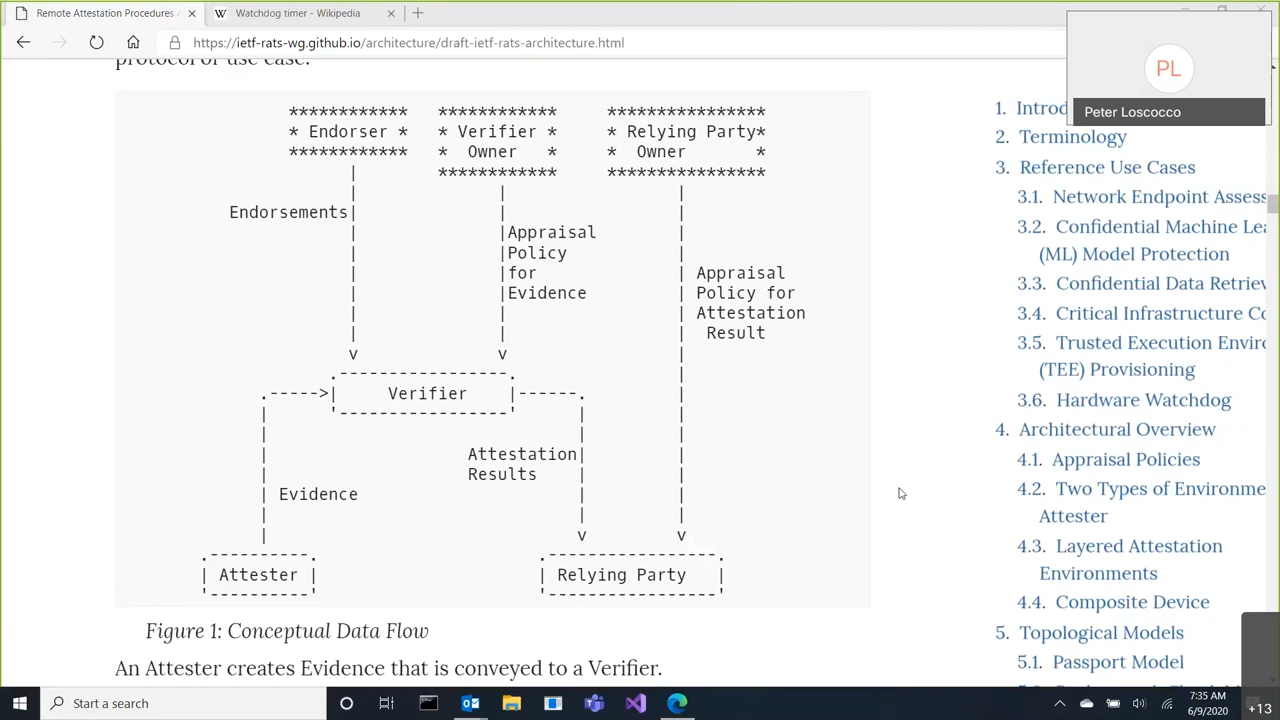 Remote Attestation Procedures A
Watchdog timer - Wikipedia
https://ietf-rats-wg.github.io/architecture/draft-ietf-rats-architecture.html
PL
Peter Loscocco
protocol or use case.
************ ************ ****************
* Endorser * * Verifier * * Relying Party*
************ * Owner * * Owner *
************ ****************
Endorsements
Appraisal
Policy
for
Evidence
Appraisal
Policy for
Attestation
Result
Verifier
Attestation
Results
Evidence
Attester
Relying Party
Figure 1: Conceptual Data Flow
An Attester creates Evidence that is conveyed to a Verifier.
1. Introd
2. Terminology
3. Reference Use Cases
3.1. Network Endpoint Assess
3.2. Confidential Machine Lea
(ML) Model Protection
3.3. Confidential Data Retriev
3.4. Critical Infrastructure Co
3.5. Trusted Execution Enviro
(TEE) Provisioning
3.6. Hardware Watchdog
4. Architectural Overview
4.1. Appraisal Policies
4.2. Two Types of Environme
Attester
4.3. Layered Attestation
Environments
4.4. Composite Device
5. Topological Models
5.1. Passport Model
Start a search
7:35 AM
6/9/2020
+13